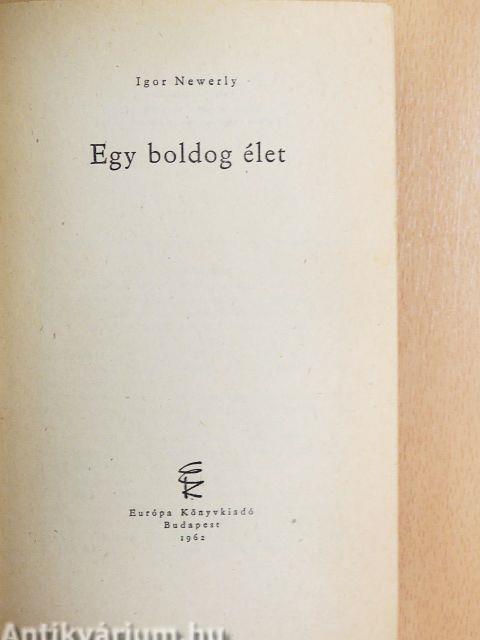 Igor Newerly
Egy boldog élet
Európa Könyvkiadó
Budapest
1962
Antikvárium.hu